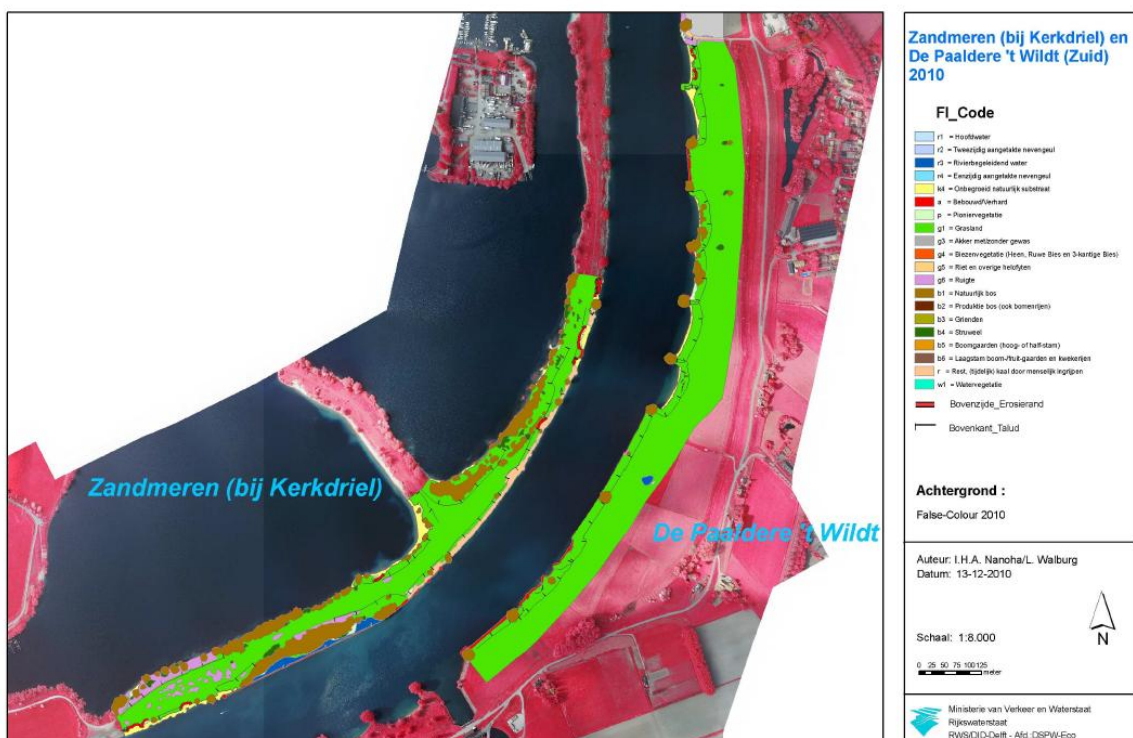 Zandmeren (bij Kerkdriel)
De Paaldere 't Wildt
Zandmeren (bij Kerkdriel) en
De Paaldere 't Wildt (Zuid)
2010
FI_Code
r1 = Hoofdwater
r2 = Tweezijdig aangetakte nevengeul
r3 = Rivierbegeleidend water
r4 = Eenzijdig aangetakte nevengeul
k4 = Onbegroeid natuurlijk substraat
a = Bebouwd/Verhard
p = Pioniervegetatie
g1 = Grasland
g3 = Akker met/zonder gewas
g4 = Biezenvegetatie (Heen, Ruwe Bies en 3-kantige Bies)
g5 = Riet en overige helofyten
g6 = Ruigte
b1 = Natuurlijk bos
b2 = Produktie bos (ook bomenrijen)
b3 = Grienden
b4 = Struweel
b5 = Boomgaarden (hoog- of half-stam)
b6 = Laagstam boom-/fruit-gaarden en kwekerijen
r = Rest, (tijdelijk) kaal door menselijk ingrijpen
w1 = Watervegetatie
Bovenzijde_Erosierand
Bovenkant_Talud
Achtergrond :
False-Colour 2010
Auteur: I.H.A. Nanoha/L. Walburg
Datum: 13-12-2010
Schaal: 1:8.000
N
0 25 50 75 100 125
meter
Ministerie van Verkeer en Waterstaat
Rijkswaterstaat
RWS/DID-Delft - Afd.:DSPW-Eco